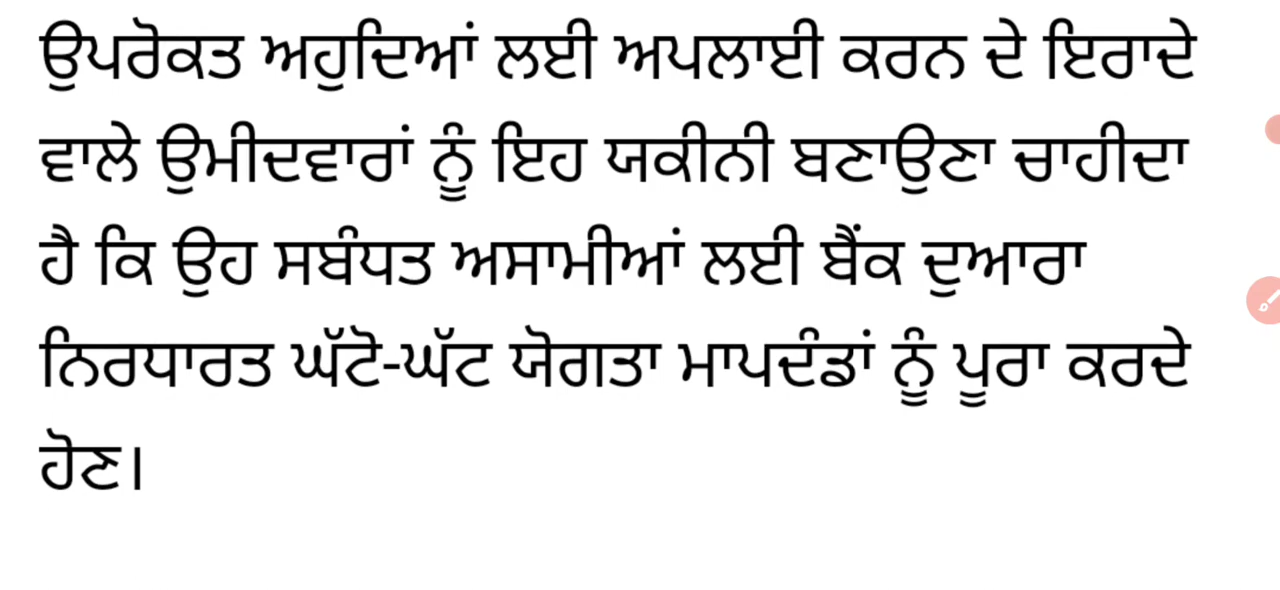 ਉਪਰੋਕਤ ਅਹੁਦਿਆਂ ਲਈ ਅਪਲਾਈ ਕਰਨ ਦੇ ਇਰਾਦੇ
ਵਾਲੇ ਉਮੀਦਵਾਰਾਂ ਨੂੰ ਇਹ ਯਕੀਨੀ ਬਣਾਉਣਾ ਚਾਹੀਦਾ
ਹੈ ਕਿ ਉਹ ਸਬੰਧਤ ਅਸਾਮੀਆਂ ਲਈ ਬੈਂਕ ਦੁਆਰਾ
ਨਿਰਧਾਰਤ ਘੱਟੋ-ਘੱਟ ਯੋਗਤਾ ਮਾਪਦੰਡਾਂ ਨੂੰ ਪੂਰਾ ਕਰਦੇ
ਹੋਣ।